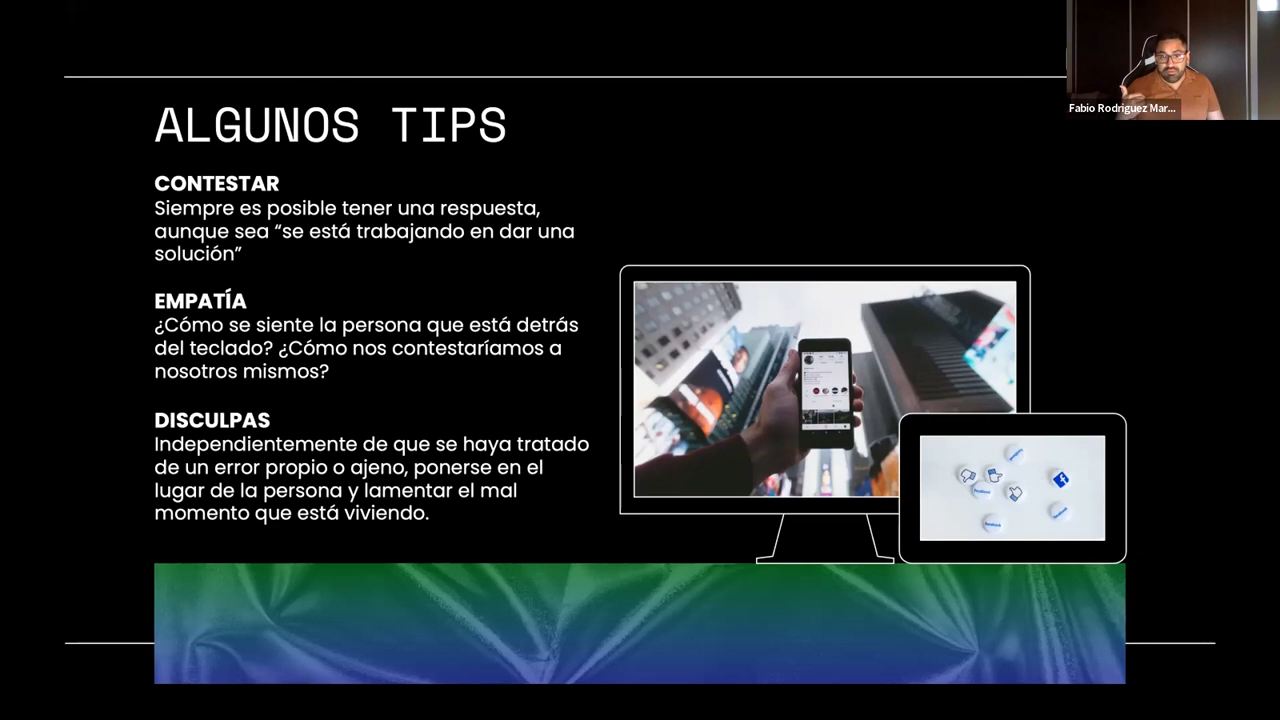 ALGUNOS TIPS
CONTESTAR
Siempre es posible tener una respuesta,
aunque sea “se está trabajando en dar una
solución”
EMPATÍA
¿Cómo se siente la persona que está detrás
del teclado? ¿Cómo nos contestaríamos a
nosotros mismos?
DISCULPAS
Independientemente de que se haya tratado
de un error propio o ajeno, ponerse en el
lugar de la persona y lamentar el mal
momento que está viviendo.
Fabio Rodriguez Mar...